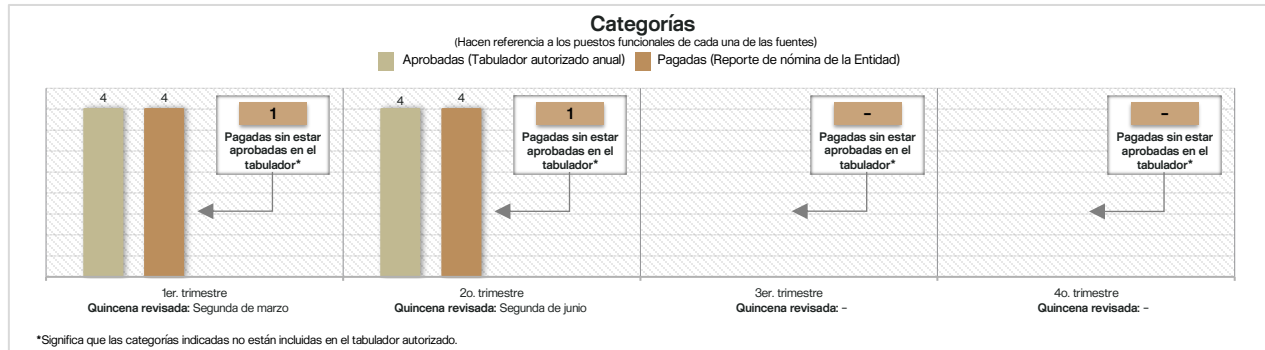 Categorías
(Hacen referencia a los puestos funcionales de cada una de las fuentes)
Aprobadas (Tabulador autorizado anual) Pagadas (Reporte de nómina de la Entidad)
4 4
1
Pagadas sin estar
aprobadas en el
tabulador*
4 4
1
Pagadas sin estar
aprobadas en el
tabulador*
–
Pagadas sin estar
aprobadas en el
tabulador*
–
Pagadas sin estar
aprobadas en el
tabulador*
1er. trimestre
Quincena revisada: Segunda de marzo
2o. trimestre
Quincena revisada: Segunda de junio
3er. trimestre
Quincena revisada: –
4o. trimestre
Quincena revisada: –
*Significa que las categorías indicadas no están incluidas en el tabulador autorizado.